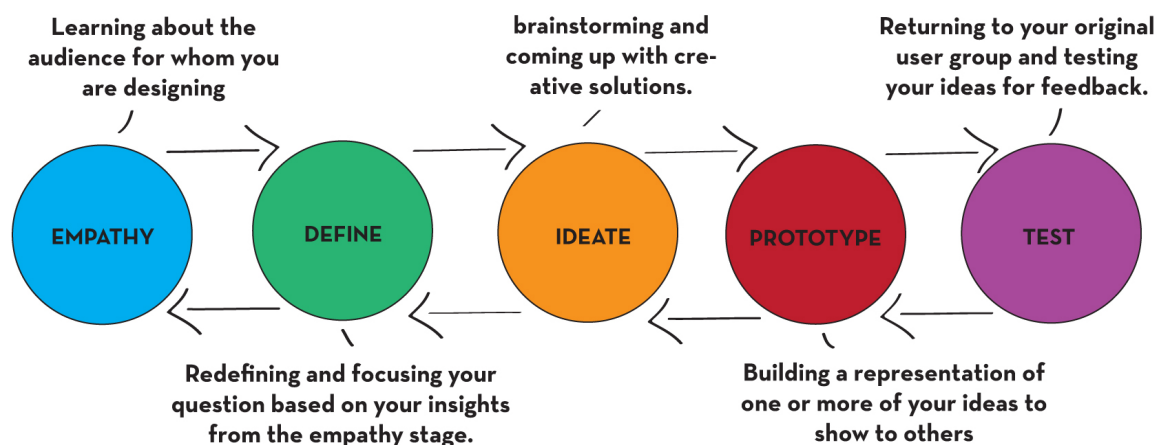 Learning about the
audience for whom you
are designing
brainstorming and
coming up with cre-
ative solutions.
Returning to your original
user group and testing
your ideas for feedback.
EMPATHY
DEFINE
IDEATE
PROTOTYPE
TEST
Redefining and focusing your
question based on your insights
from the empathy stage.
Building a representation of
one or more of your ideas to
show to others